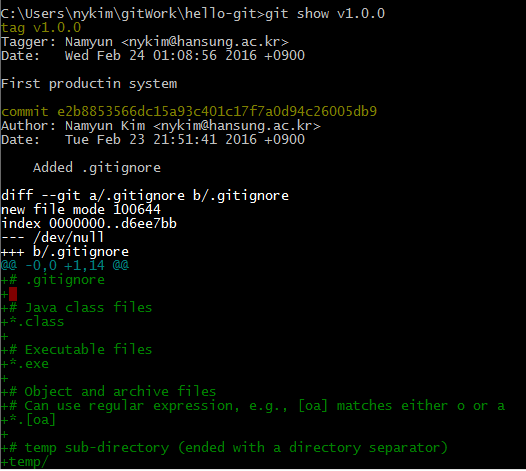 C:\Users\nykim\gitWork\hello-git>git show v1.0.0
tag v1.0.0
Tagger: Namyun <nykim@hansung.ac.kr>
Date:   Wed Feb 24 01:08:56 2016 +0900
First productin system
commit e2b8853566dc15a93c401c17f7a0d94c26005db9
Author: Namyun Kim <nykim@hansung.ac.kr>
Date:   Tue Feb 23 21:51:41 2016 +0900
    Added .gitignore
diff --git a/.gitignore b/.gitignore
new file mode 100644
index 0000000..d6ee7bb
--- /dev/null
+++ b/.gitignore
@@ -0,0 +1,14 @@
+# .gitignore
+
+# Java class files
+*.class
+
+# Executable files
+*.exe
+
+# Object and archive files
+# Can use regular expression, e.g., [oa] matches either o or a
+*.[oa]
+
+# temp sub-directory (ended with a directory separator)
+temp/